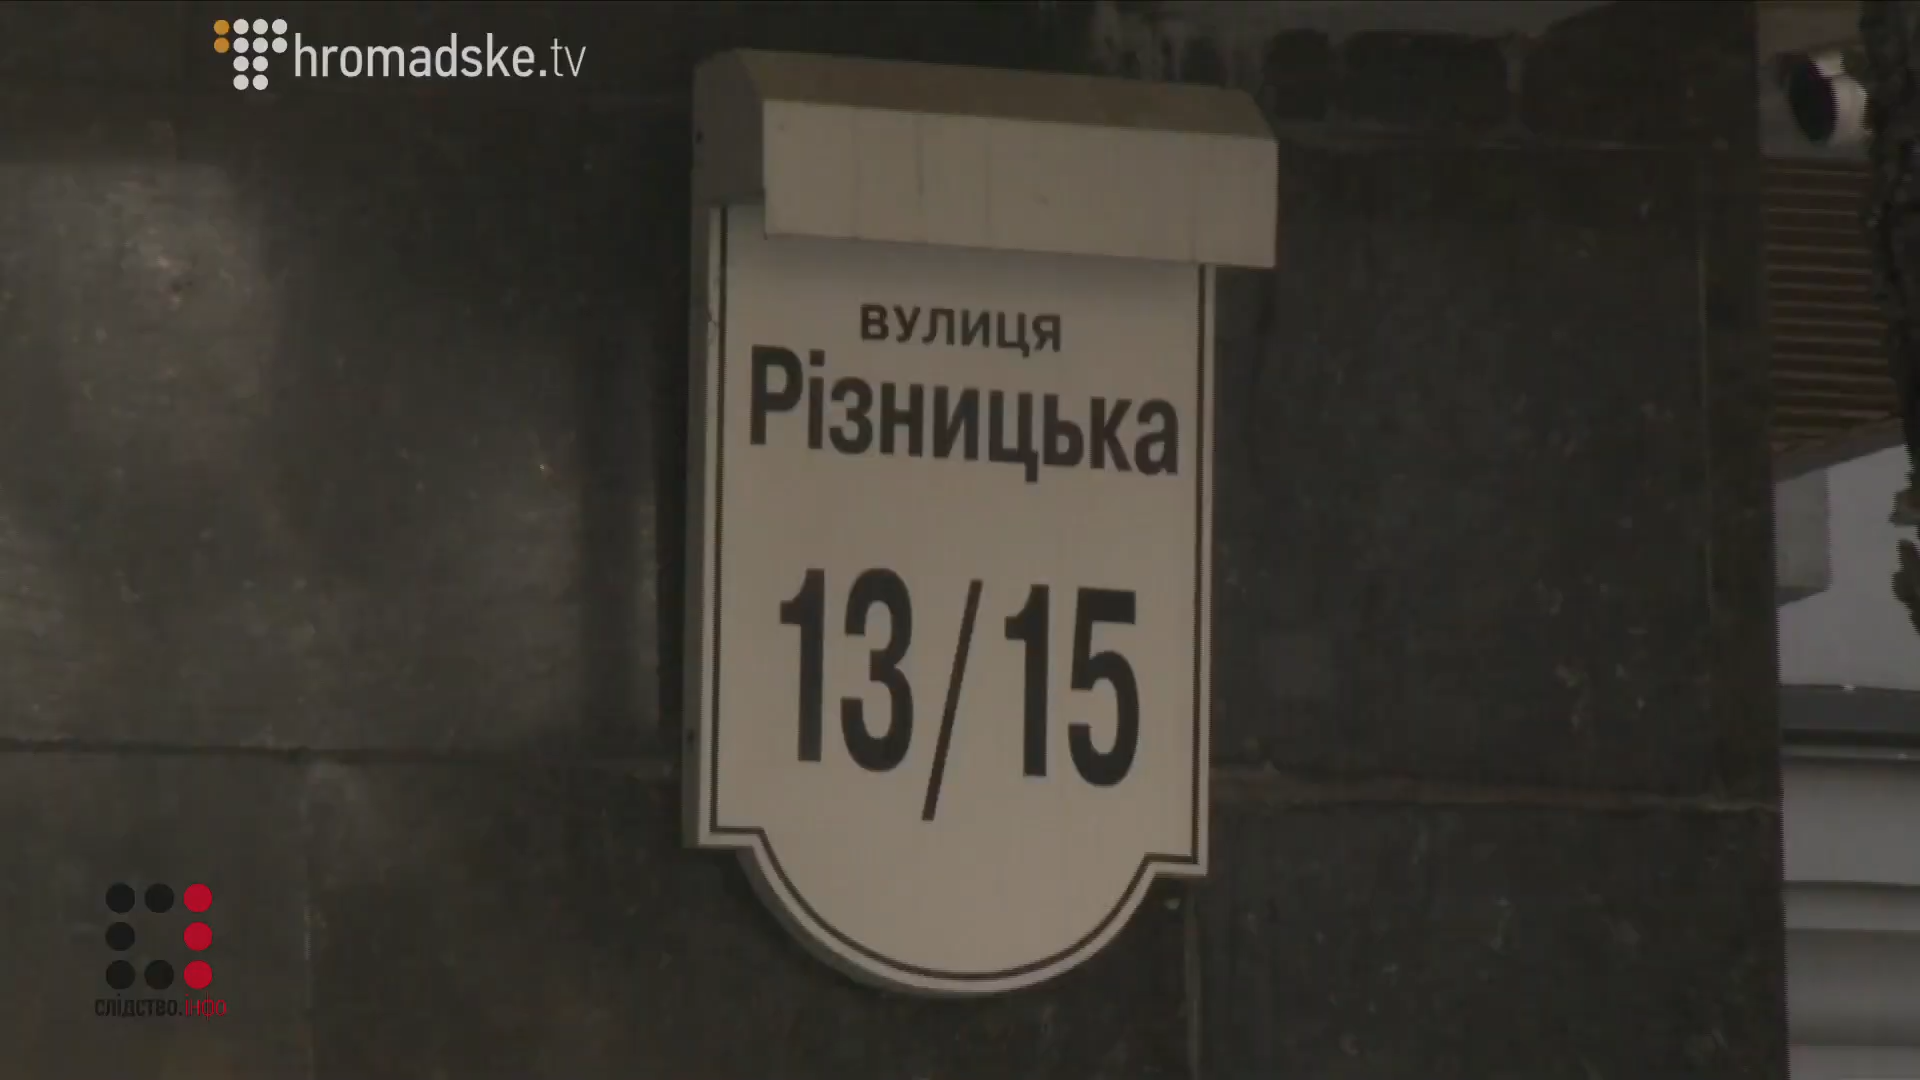 hromadske.tv
вулиця
Різницька
13/15
слідство.інфо